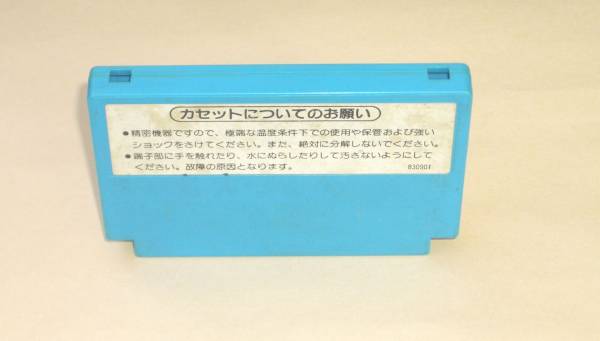 カセットについてのお願い
●精密機器ですので、極端な温度条件下での使用や保管および強い
ショックをさけてください。また、絶対に分解しないでください。
●端子部に手を触れたり、水にぬらしたりして汚さないようにして
ください。故障の原因となります。 830901